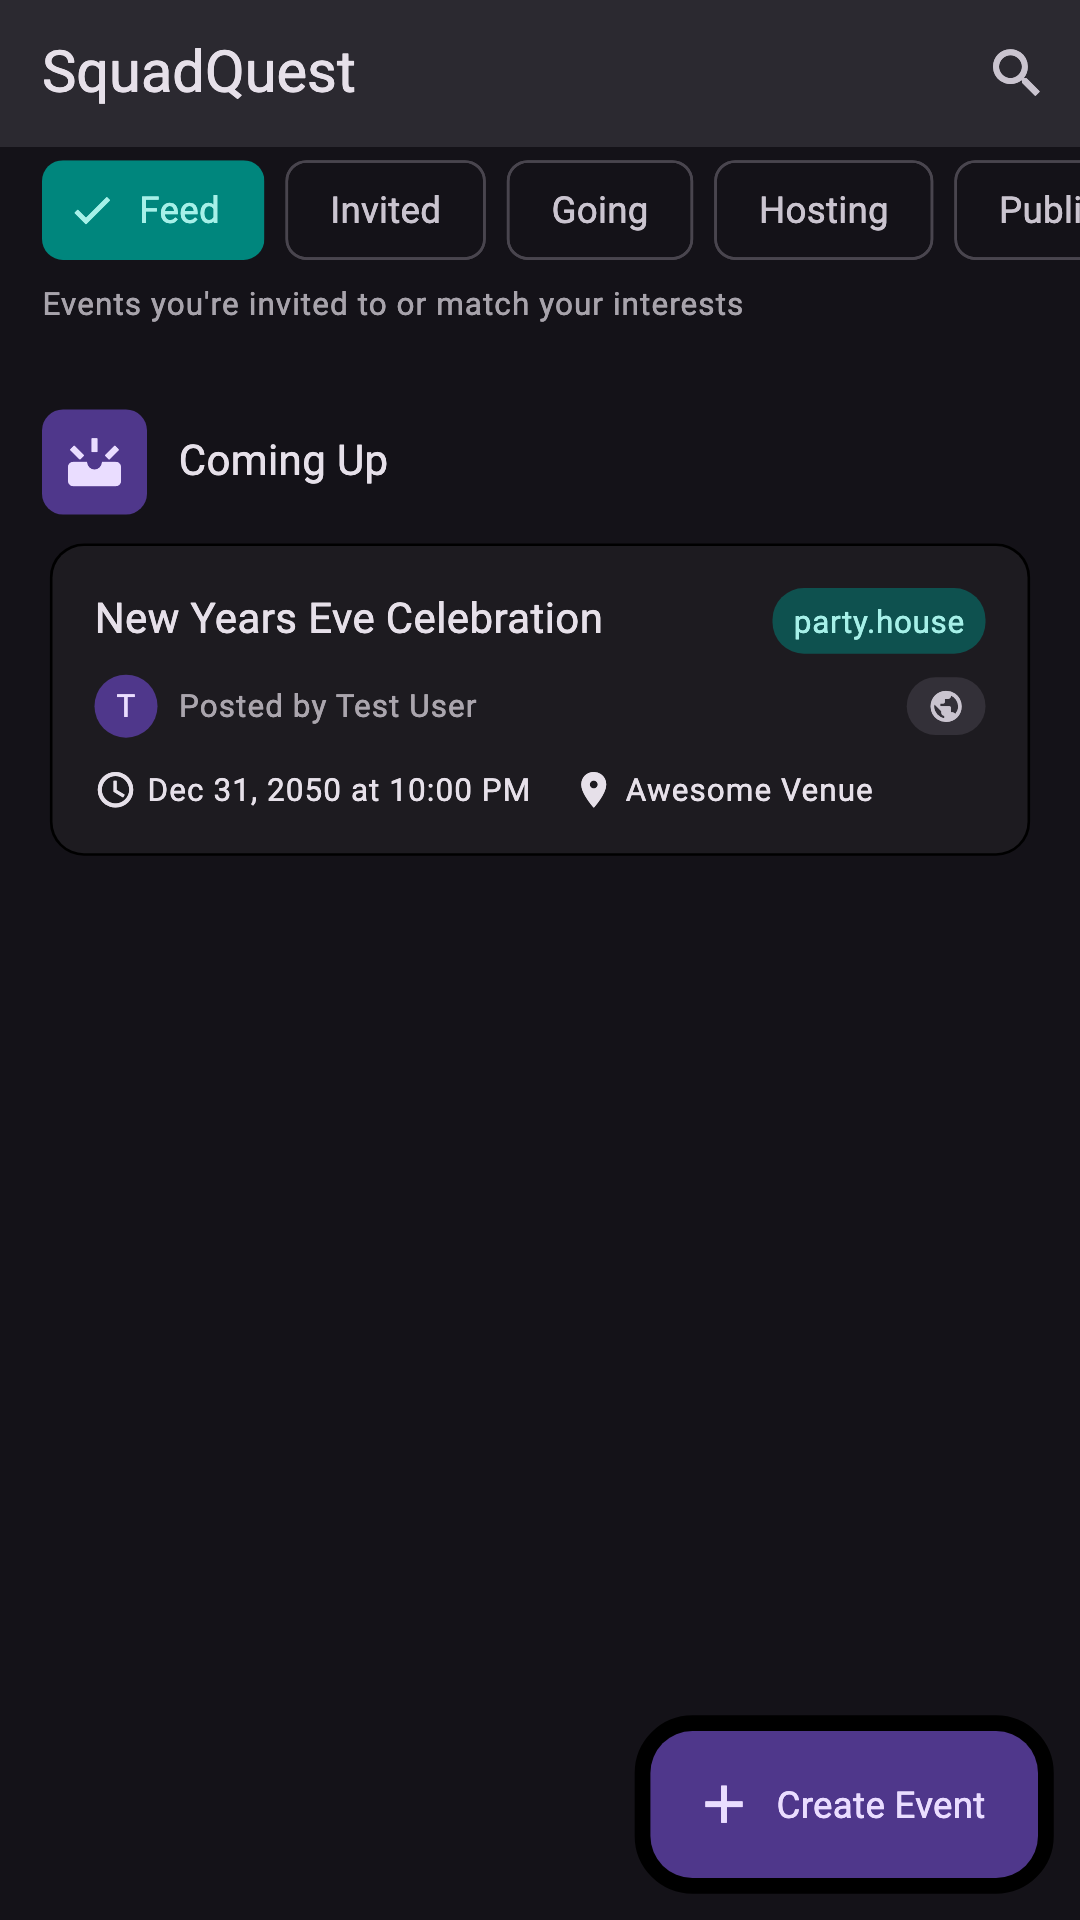 SquadQuest
Feed Invited Going Hosting Publi
Events you're invited to or match your interests
Coming Up
New Years Eve Celebration party.house
T Posted by Test User
Dec 31, 2050 at 10:00 PM Awesome Venue
Create Event